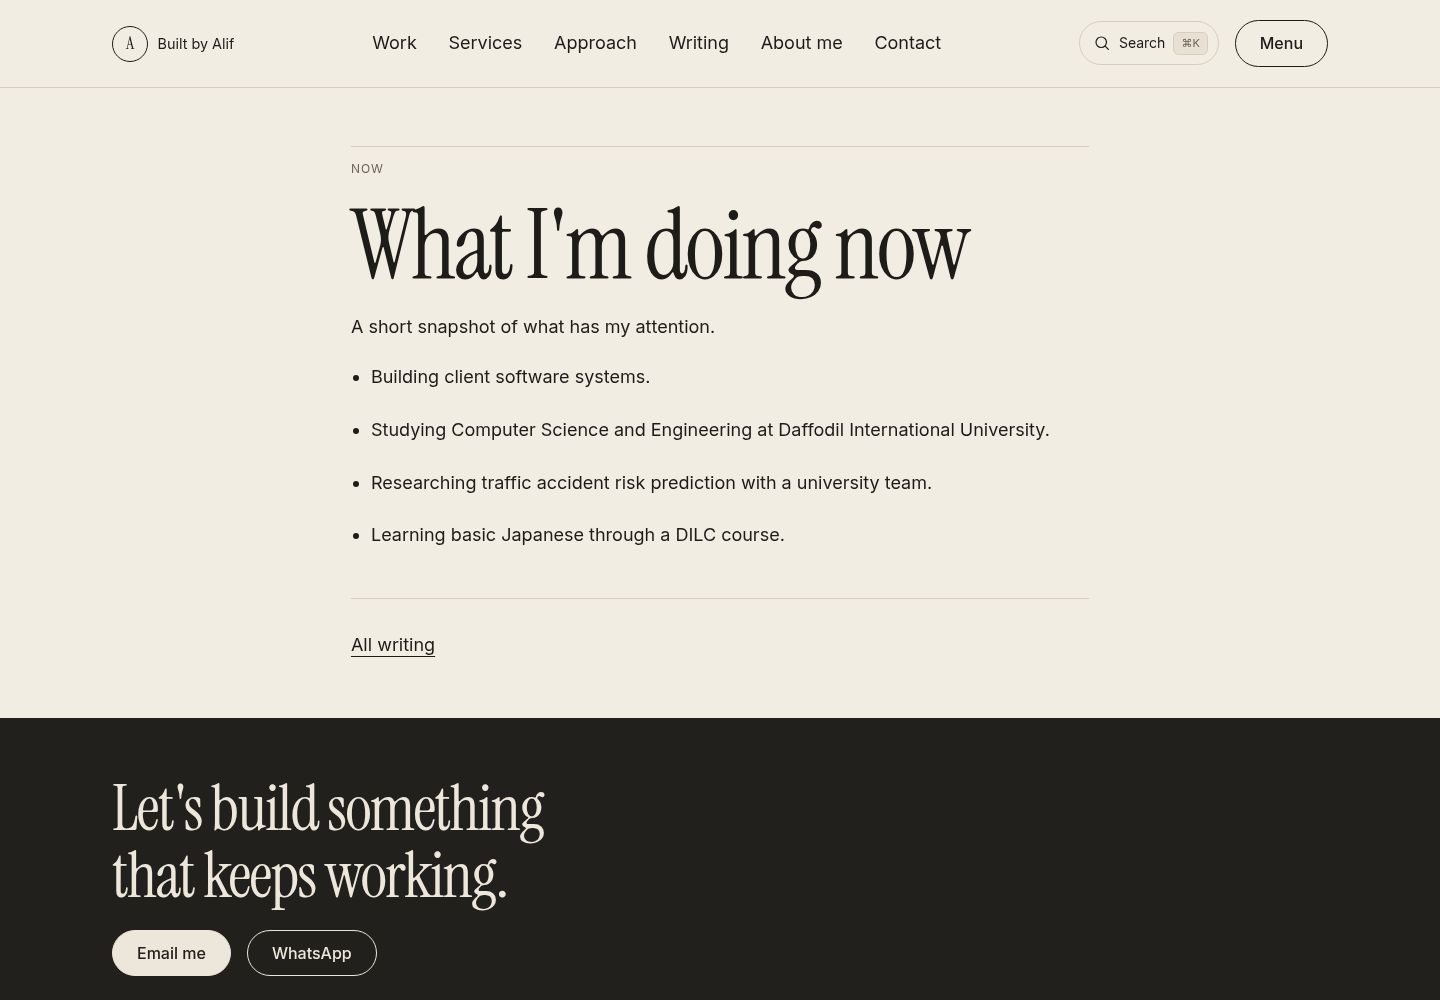 A Built by Alif
Work Services Approach Writing About me Contact
Search ⌘K Menu
NOW
What I'm doing now
A short snapshot of what has my attention.
Building client software systems.
Studying Computer Science and Engineering at Daffodil International University.
Researching traffic accident risk prediction with a university team.
Learning basic Japanese through a DILC course.
All writing
Let's build something
that keeps working.
Email me WhatsApp